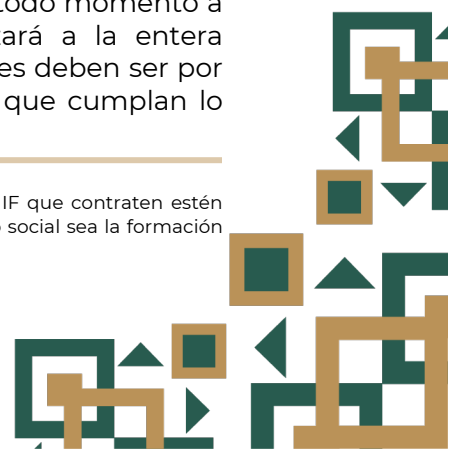 todo momento a
zará a la entera
es deben ser por
que cumplan lo
IF que contraten estén
social sea la formación